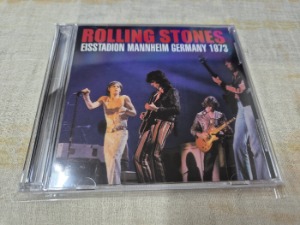 ROLLING STONES
EISSTADION MANNHEIM GERMANY 1973